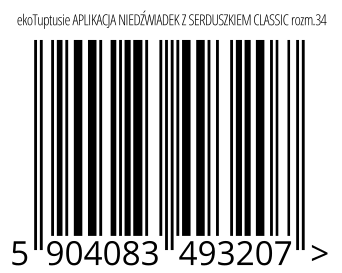 ekoTuptusie APLIKACJA NIEDŹWIADEK Z SERDUSZKIEM CLASSIC rozm.34
5 904083 493207 >